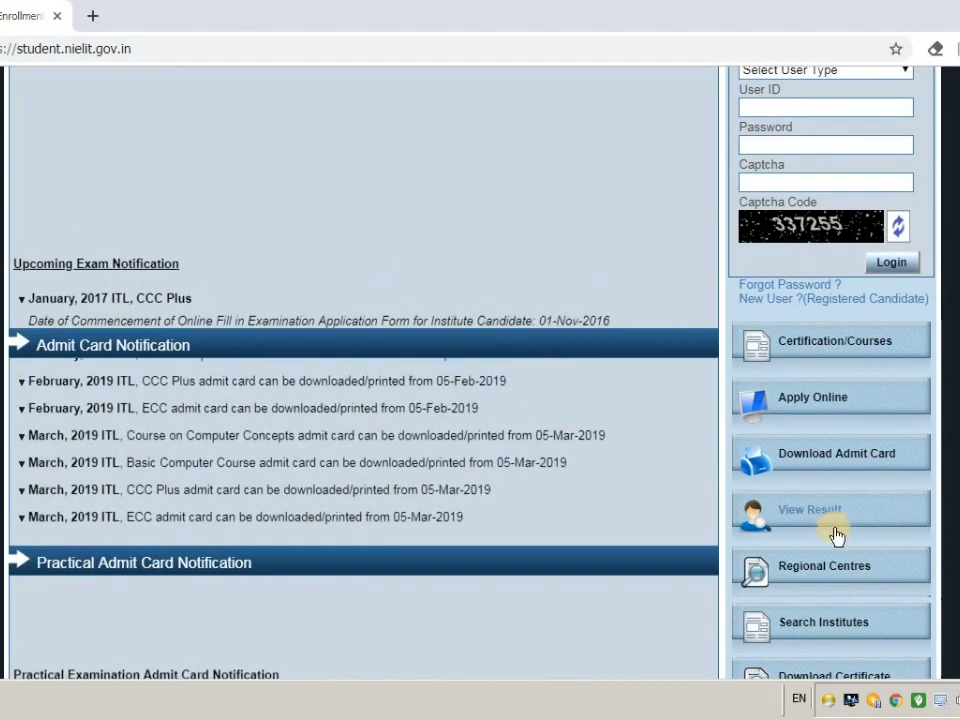 Enrollment
s://student.nielit.gov.in
Select User Type
User ID
Password
Captcha
Captcha Code
337255
Login
Forgot Password ?
New User ?(Registered Candidate)
Upcoming Exam Notification
January, 2017 ITL, CCC Plus
Date of Commencement of Online Fill in Examination Application Form for Institute Candidate: 01-Nov-2016
Admit Card Notification
February, 2019 ITL, CCC Plus admit card can be downloaded/printed from 05-Feb-2019
February, 2019 ITL, ECC admit card can be downloaded/printed from 05-Feb-2019
March, 2019 ITL, Course on Computer Concepts admit card can be downloaded/printed from 05-Mar-2019
March, 2019 ITL, Basic Computer Course admit card can be downloaded/printed from 05-Mar-2019
March, 2019 ITL, CCC Plus admit card can be downloaded/printed from 05-Mar-2019
March, 2019 ITL, ECC admit card can be downloaded/printed from 05-Mar-2019
Practical Admit Card Notification
Practical Examination Admit Card Notification
Certification/Courses
Apply Online
Download Admit Card
View Result
Regional Centres
Search Institutes
Download Certificate
EN